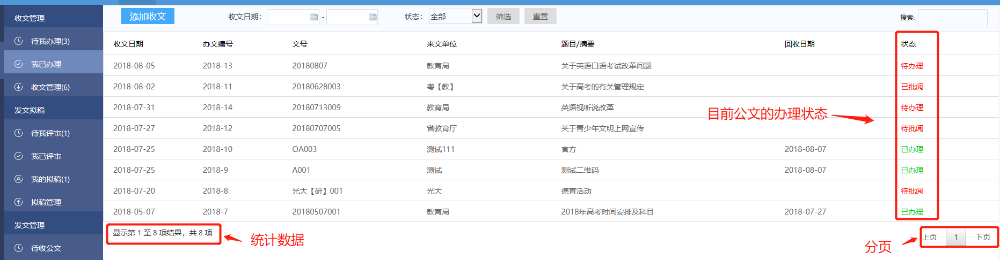 收文管理
待我办理(3)
我已办理
收文管理(6)
发文拟稿
待我评审(1)
我已评审
我的拟稿(1)
拟稿管理
发文管理
待收公文
添加收文 收文日期： - 状态： 全部 筛选 重置 搜索:
收文日期 办文编号 文号 来文单位 题目/摘要 回收日期 状态
2018-08-05 2018-13 20180807 教育局 关于英语口语考试改革问题 待办理
2018-08-02 2018-11 20180628003 粤【教】 关于高考的有关管理规定 已批阅
2018-07-31 2018-14 20180713009 教育局 英语视听说改革 待办理
2018-07-27 2018-12 20180707005 省教育厅 关于青少年文明上网宣传 待批阅
2018-07-25 2018-10 OA003 测试111 官方 2018-08-07 已办理
2018-07-25 2018-9 A001 测试 测试二维码 2018-08-07 已办理
2018-07-20 2018-8 光大【研】001 光大 德育活动 待批阅
2018-05-07 2018-7 20180507001 教育局 2018年高考时间安排及科目 2018-07-27 已办理
目前公文的办理状态
显示第 1 至 8 项结果，共 8 项
统计数据
分页
上页 1 下页